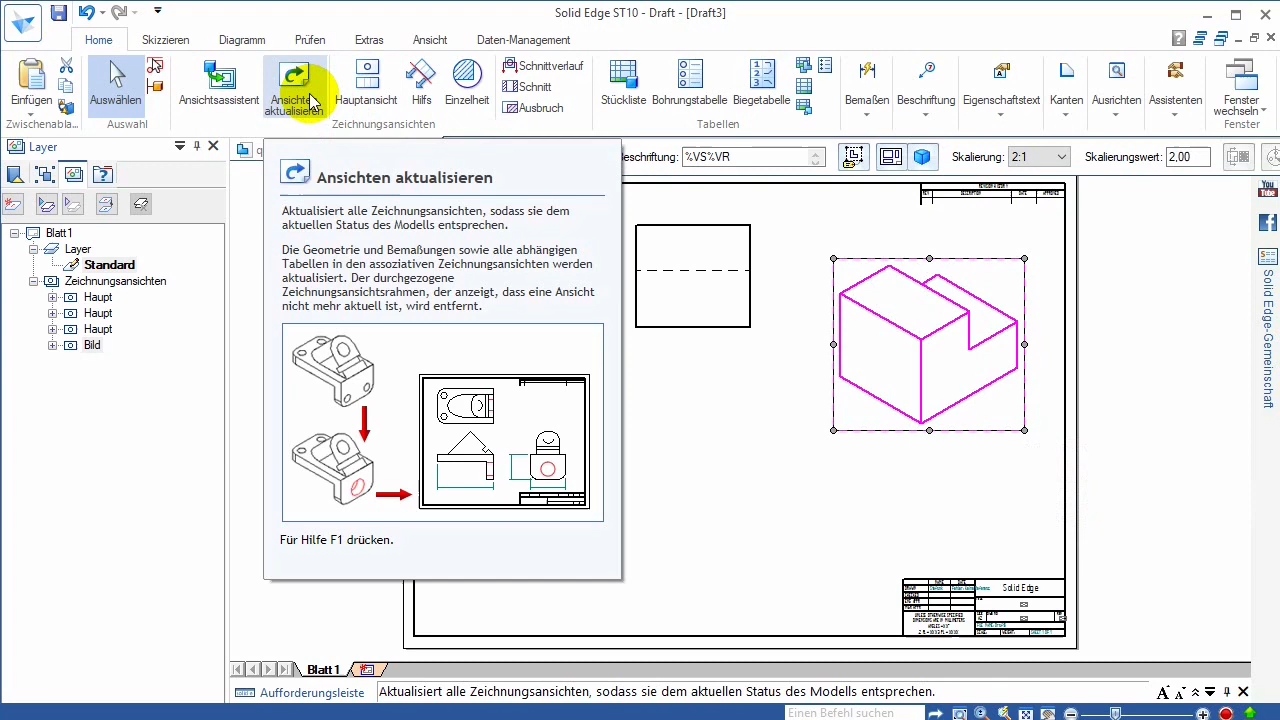 Solid Edge ST10 - Draft - [Draft3]
Home
Skizzieren
Diagramm
Prüfen
Extras
Ansicht
Daten-Management
Einfügen
Auswählen
Ansichtsassistent
Ansichten
aktualisieren
Hauptansicht
Hilfs
Einzelheit
Schnittverlauf
Schnitt
Ausbruch
Stückliste
Bohrungstabelle
Bemaßen
Beschriftung
Kanten
Ausrichten
Assistenten
Fenster
wechseln
Zwischenabla...
Auswahl
Zeichnungsansichten
Tabellen
Fenster
Layer
%VS%VR
Skalierung:
2:1
Skalierungswert:
2,00
Blatt1
Layer
Standard
Zeichnungsansichten
Haupt
Haupt
Haupt
Bild
Ansichten aktualisieren
Aktualisiert alle Zeichnungsansichten, sodass sie dem
aktuellen Status des Modells entsprechen.
Die Geometrie und Bemaßungen sowie alle abhängigen
Tabellen in den assoziativen Zeichnungsansichten werden
aktualisiert. Der durchgezogene
Zeichnungsansichtsrahmen, der anzeigt, dass eine Ansicht
nicht mehr aktuell ist, wird entfernt.
Für Hilfe F1 drücken.
You
Tube
Solid Edge-Gemeinschaft
Solid Edge
Blatt1
Aufforderungsleiste
Aktualisiert alle Zeichnungsansichten, sodass sie dem aktuellen Status des Modells entsprechen.
Einen Befehl suchen